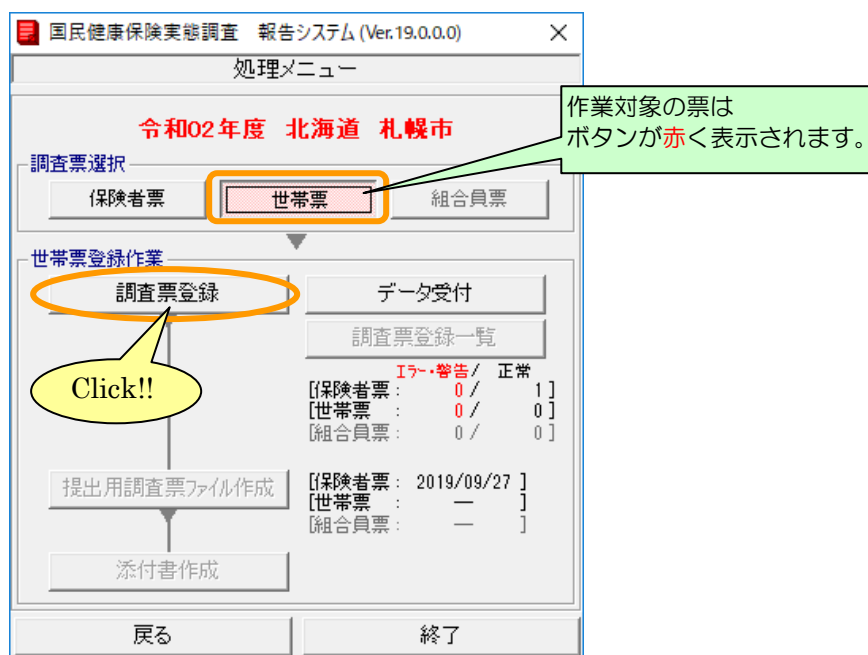 国民健康保険実態調査 報告システム (Ver.19.0.0.0)
処理メニュー
令和02年度 北海道 札幌市
作業対象の票は
ボタンが赤く表示されます。
調査票選択
保険者票 世帯票 組合員票
世帯票登録作業
調査票登録 データ受付
調査票登録一覧
Click!!
エラー・警告/ 正常
[保険者票: 0/ 1]
[世帯票 : 0/ 0]
[組合員票: 0/ 0]
提出用調査票ファイル作成
[保険者票: 2019/09/27 ]
[世帯票 : ― ]
[組合員票: ― ]
添付書作成
戻る 終了